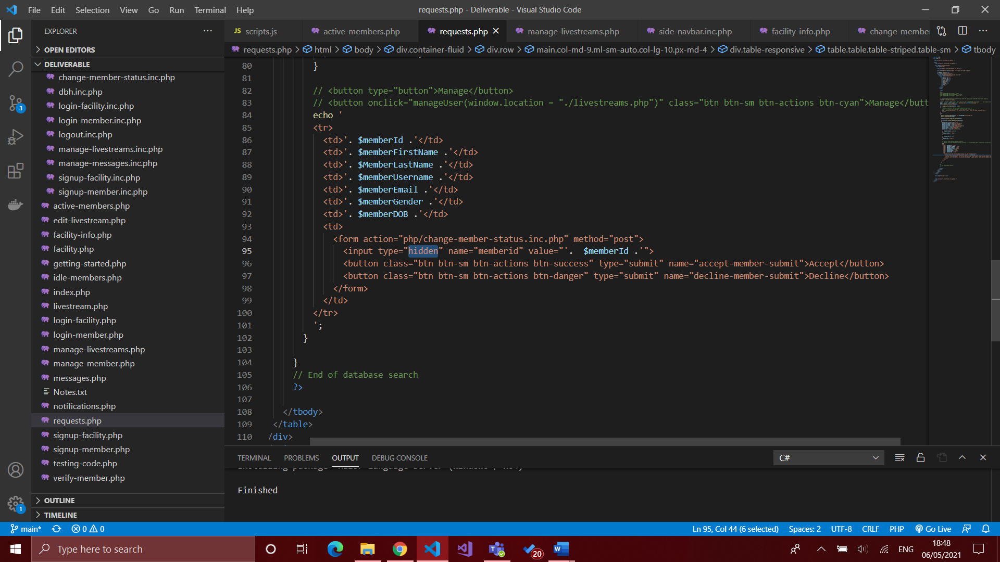 File Edit Selection View Go Run Terminal Help
requests.php - Deliverable - Visual Studio Code
EXPLORER
OPEN EDITORS
DELIVERABLE
change-member-status.inc.php
dbh.inc.php
login-facility.inc.php
login-member.inc.php
logout.inc.php
manage-livestreams.inc.php
manage-messages.inc.php
signup-facility.inc.php
signup-member.inc.php
active-members.php
edit-livestream.php
facility-info.php
facility.php
getting-started.php
idle-members.php
index.php
livestream.php
login-facility.php
login-member.php
manage-livestreams.php
manage-member.php
messages.php
Notes.txt
notifications.php
requests.php
signup-facility.php
signup-member.php
testing-code.php
verify-member.php
OUTLINE
TIMELINE
3
1
JS scripts.js active-members.php requests.php manage-livestreams.php side-navbar.inc.php facility-info.php change-membe
requests.php > html > body > div.container-fluid > div.row > main.col-md-9.ml-sm-auto.col-lg-10.px-md-4 > div.table-responsive > table.table.table-striped.table-sm > tbody
80 }
81
82 // <button type="button">Manage</button>
83 // <button onclick="manageUser(window.location = "./livestreams.php")" class="btn btn-sm btn-actions btn-cyan">Manage</butt
84 echo '
85 <tr>
86 <td>'. $memberId .'</td>
87 <td>'. $memberFirstName .'</td>
88 <td>'. $MemberLastName .'</td>
89 <td>'. $memberUsername .'</td>
90 <td>'. $memberEmail .'</td>
91 <td>'. $memberGender .'</td>
92 <td>'. $memberDOB .'</td>
93 <td>
94 <form action="php/change-member-status.inc.php" method="post">
95 <input type="hidden" name="memberid" value="'.  $memberId .'">
96 <button class="btn btn-sm btn-actions btn-success" type="submit" name="accept-member-submit">Accept</button>
97 <button class="btn btn-sm btn-actions btn-danger" type="submit" name="decline-member-submit">Decline</button>
98 </form>
99 </td>
100 </tr>
101 ';
102 }
103
104 }
105 // End of database search
106 ?>
107
108 </tbody>
109 </table>
110 /div>
TERMINAL PROBLEMS OUTPUT DEBUG CONSOLE
C#
Finished
main* 0 0
Ln 95, Col 44 (6 selected) Spaces: 2 UTF-8 CRLF PHP Go Live
Type here to search
20
ENG
18:48
06/05/2021